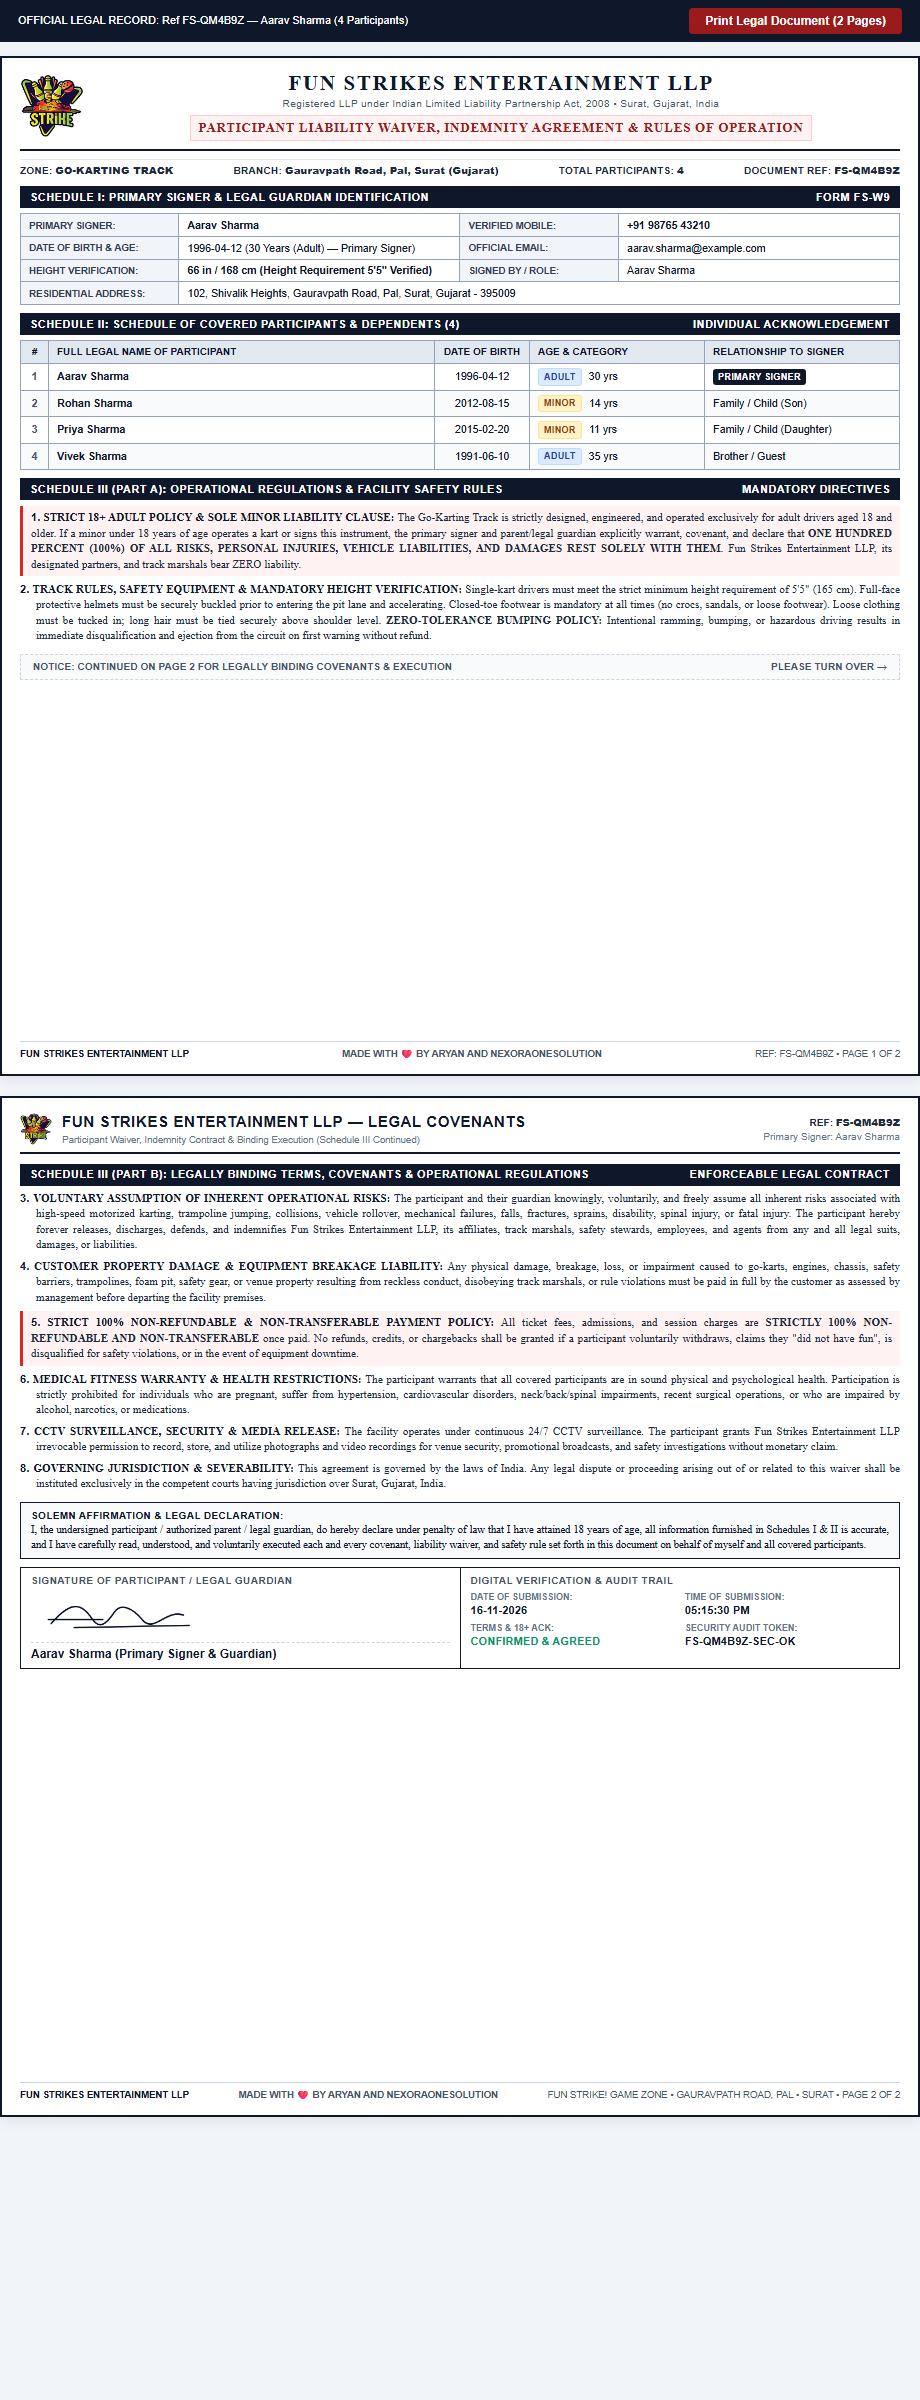 OFFICIAL LEGAL RECORD: Ref FS-QM4B9Z — Aarav Sharma (4 Participants)
Print Legal Document (2 Pages)
STRIKE
FUN STRIKES ENTERTAINMENT LLP
Registered LLP under Indian Limited Liability Partnership Act, 2008 • Surat, Gujarat, India
PARTICIPANT LIABILITY WAIVER, INDEMNITY AGREEMENT & RULES OF OPERATION
ZONE: GO-KARTING TRACK BRANCH: Gauravpath Road, Pal, Surat (Gujarat) TOTAL PARTICIPANTS: 4 DOCUMENT REF: FS-QM4B9Z
SCHEDULE I: PRIMARY SIGNER & LEGAL GUARDIAN IDENTIFICATION FORM FS-W9
PRIMARY SIGNER: Aarav Sharma VERIFIED MOBILE: +91 98765 43210
DATE OF BIRTH & AGE: 1996-04-12 (30 Years (Adult) — Primary Signer) OFFICIAL EMAIL: aarav.sharma@example.com
HEIGHT VERIFICATION: 66 in / 168 cm (Height Requirement 5'5" Verified) SIGNED BY / ROLE: Aarav Sharma
RESIDENTIAL ADDRESS: 102, Shivalik Heights, Gauravpath Road, Pal, Surat, Gujarat - 395009
SCHEDULE II: SCHEDULE OF COVERED PARTICIPANTS & DEPENDENTS (4) INDIVIDUAL ACKNOWLEDGEMENT
# FULL LEGAL NAME OF PARTICIPANT DATE OF BIRTH AGE & CATEGORY RELATIONSHIP TO SIGNER
1 Aarav Sharma 1996-04-12 ADULT 30 yrs PRIMARY SIGNER
2 Rohan Sharma 2012-08-15 MINOR 14 yrs Family / Child (Son)
3 Priya Sharma 2015-02-20 MINOR 11 yrs Family / Child (Daughter)
4 Vivek Sharma 1991-06-10 ADULT 35 yrs Brother / Guest
SCHEDULE III (PART A): OPERATIONAL REGULATIONS & FACILITY SAFETY RULES MANDATORY DIRECTIVES
1. STRICT 18+ ADULT POLICY & SOLE MINOR LIABILITY CLAUSE: The Go-Karting Track is strictly designed, engineered, and operated exclusively for adult drivers aged 18 and
older. If a minor under 18 years of age operates a kart or signs this instrument, the primary signer and parent/legal guardian explicitly warrant, covenant, and declare that ONE HUNDRED
PERCENT (100%) OF ALL RISKS, PERSONAL INJURIES, VEHICLE LIABILITIES, AND DAMAGES REST SOLELY WITH THEM. Fun Strikes Entertainment LLP, its
designated partners, and track marshals bear ZERO liability.
2. TRACK RULES, SAFETY EQUIPMENT & MANDATORY HEIGHT VERIFICATION: Single-kart drivers must meet the strict minimum height requirement of 5'5" (165 cm). Full-face
protective helmets must be securely buckled prior to entering the pit lane and accelerating. Closed-toe footwear is mandatory at all times (no crocs, sandals, or loose footwear). Loose clothing
must be tucked in; long hair must be tied securely above shoulder level. ZERO-TOLERANCE BUMPING POLICY: Intentional ramming, bumping, or hazardous driving results in
immediate disqualification and ejection from the circuit on first warning without refund.
NOTICE: CONTINUED ON PAGE 2 FOR LEGALLY BINDING COVENANTS & EXECUTION PLEASE TURN OVER →
FUN STRIKES ENTERTAINMENT LLP MADE WITH ❤ BY ARYAN AND NEXORAONESOLUTION REF: FS-QM4B9Z • PAGE 1 OF 2
STRIKE
FUN STRIKES ENTERTAINMENT LLP — LEGAL COVENANTS REF: FS-QM4B9Z
Participant Waiver, Indemnity Contract & Binding Execution (Schedule III Continued) Primary Signer: Aarav Sharma
SCHEDULE III (PART B): LEGALLY BINDING TERMS, COVENANTS & OPERATIONAL REGULATIONS ENFORCEABLE LEGAL CONTRACT
3. VOLUNTARY ASSUMPTION OF INHERENT OPERATIONAL RISKS: The participant and their guardian knowingly, voluntarily, and freely assume all inherent risks associated with
high-speed motorized karting, trampoline jumping, collisions, vehicle rollover, mechanical failures, falls, fractures, sprains, disability, spinal injury, or fatal injury. The participant hereby
forever releases, discharges, defends, and indemnifies Fun Strikes Entertainment LLP, its affiliates, track marshals, safety stewards, employees, and agents from any and all legal suits,
damages, or liabilities.
4. CUSTOMER PROPERTY DAMAGE & EQUIPMENT BREAKAGE LIABILITY: Any physical damage, breakage, loss, or impairment caused to go-karts, engines, chassis, safety
barriers, trampolines, foam pit, safety gear, or venue property resulting from reckless conduct, disobeying track marshals, or rule violations must be paid in full by the customer as assessed by
management before departing the facility premises.
5. STRICT 100% NON-REFUNDABLE & NON-TRANSFERABLE PAYMENT POLICY: All ticket fees, admissions, and session charges are STRICTLY 100% NON-
REFUNDABLE AND NON-TRANSFERABLE once paid. No refunds, credits, or chargebacks shall be granted if a participant voluntarily withdraws, claims they "did not have fun", is
disqualified for safety violations, or in the event of equipment downtime.
6. MEDICAL FITNESS WARRANTY & HEALTH RESTRICTIONS: The participant warrants that all covered participants are in sound physical and psychological health. Participation is
strictly prohibited for individuals who are pregnant, suffer from hypertension, cardiovascular disorders, neck/back/spinal impairments, recent surgical operations, or who are impaired by
alcohol, narcotics, or medications.
7. CCTV SURVEILLANCE, SECURITY & MEDIA RELEASE: The facility operates under continuous 24/7 CCTV surveillance. The participant grants Fun Strikes Entertainment LLP
irrevocable permission to record, store, and utilize photographs and video recordings for venue security, promotional broadcasts, and safety investigations without monetary claim.
8. GOVERNING JURISDICTION & SEVERABILITY: This agreement is governed by the laws of India. Any legal dispute or proceeding arising out of or related to this waiver shall be
instituted exclusively in the competent courts having jurisdiction over Surat, Gujarat, India.
SOLEMN AFFIRMATION & LEGAL DECLARATION:
I, the undersigned participant / authorized parent / legal guardian, do hereby declare under penalty of law that I have attained 18 years of age, all information furnished in Schedules I & II is accurate,
and I have carefully read, understood, and voluntarily executed each and every covenant, liability waiver, and safety rule set forth in this document on behalf of myself and all covered participants.
SIGNATURE OF PARTICIPANT / LEGAL GUARDIAN
Aarav Sharma (Primary Signer & Guardian)
DIGITAL VERIFICATION & AUDIT TRAIL
DATE OF SUBMISSION: TIME OF SUBMISSION:
16-11-2026 05:15:30 PM
TERMS & 18+ ACK: SECURITY AUDIT TOKEN:
CONFIRMED & AGREED FS-QM4B9Z-SEC-OK
FUN STRIKES ENTERTAINMENT LLP MADE WITH ❤ BY ARYAN AND NEXORAONESOLUTION FUN STRIKE! GAME ZONE • GAURAVPATH ROAD, PAL • SURAT • PAGE 2 OF 2